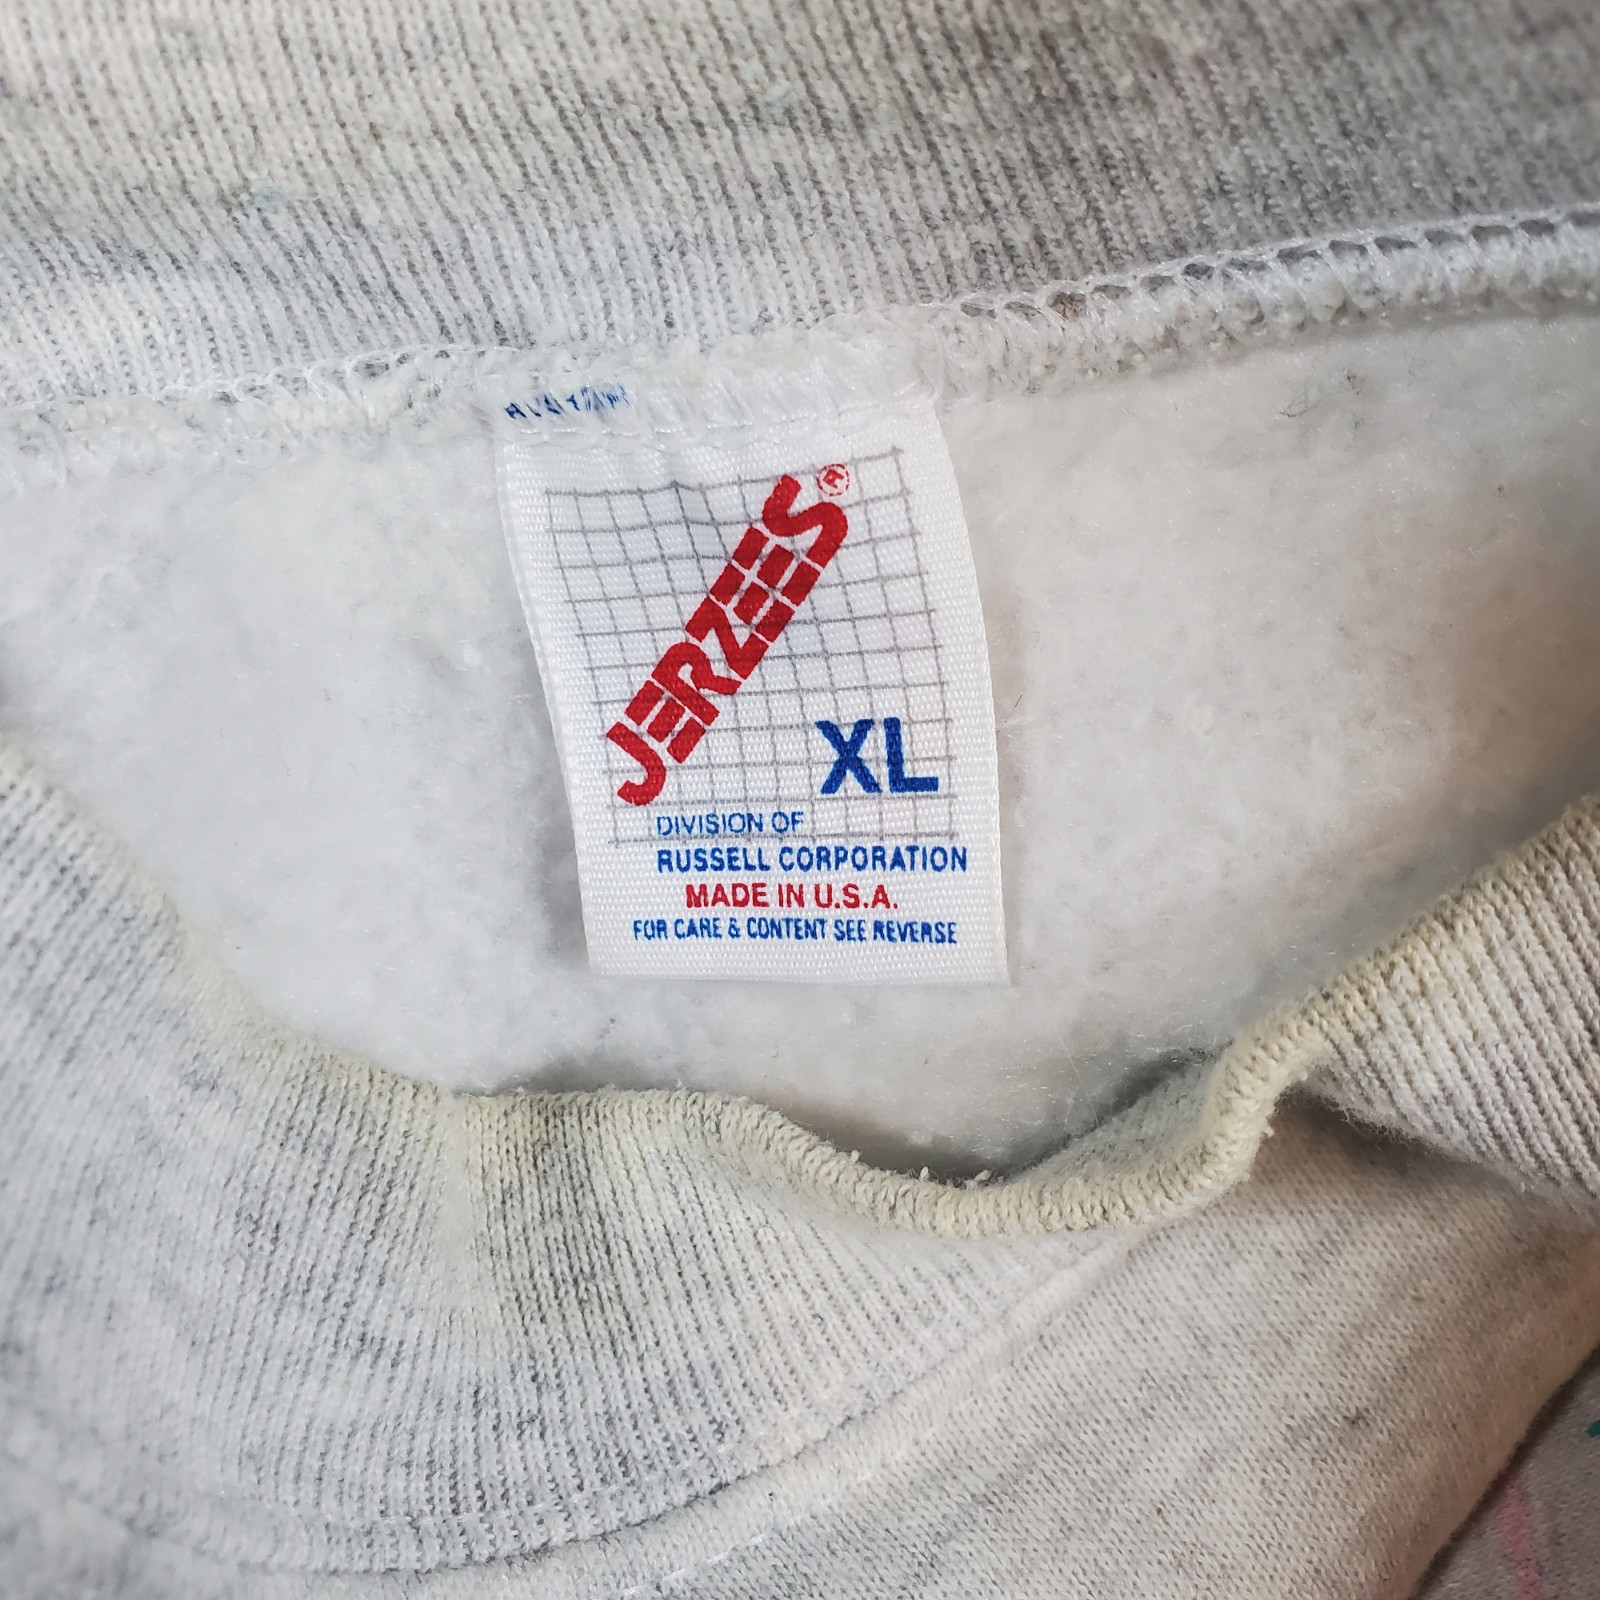 JERZEES®
XL
DIVISION OF
RUSSELL CORPORATION
MADE IN U.S.A.
FOR CARE & CONTENT SEE REVERSE